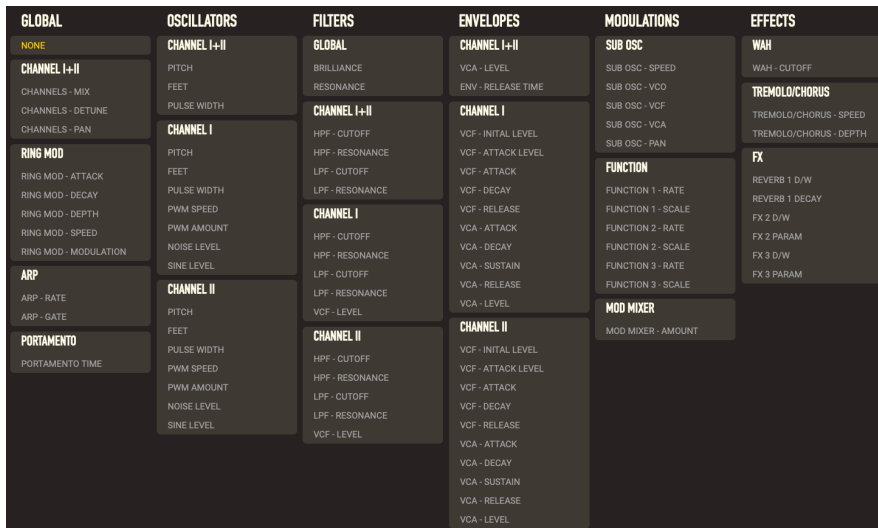 GLOBAL
NONE
CHANNEL I+II
CHANNELS - MIX
CHANNELS - DETUNE
CHANNELS - PAN
RING MOD
RING MOD - ATTACK
RING MOD - DECAY
RING MOD - DEPTH
RING MOD - SPEED
RING MOD - MODULATION
ARP
ARP - RATE
ARP - GATE
PORTAMENTO
PORTAMENTO TIME
OSCILLATORS
CHANNEL I+II
PITCH
FEET
PULSE WIDTH
CHANNEL I
PITCH
FEET
PULSE WIDTH
PWM SPEED
PWM AMOUNT
NOISE LEVEL
SINE LEVEL
CHANNEL II
PITCH
FEET
PULSE WIDTH
PWM SPEED
PWM AMOUNT
NOISE LEVEL
SINE LEVEL
FILTERS
GLOBAL
BRILLIANCE
RESONANCE
CHANNEL I+II
HPF - CUTOFF
HPF - RESONANCE
LPF - CUTOFF
LPF - RESONANCE
CHANNEL I
HPF - CUTOFF
HPF - RESONANCE
LPF - CUTOFF
LPF - RESONANCE
VCF - LEVEL
CHANNEL II
HPF - CUTOFF
HPF - RESONANCE
LPF - CUTOFF
LPF - RESONANCE
VCF - LEVEL
ENVELOPES
CHANNEL I+II
VCA - LEVEL
ENV - RELEASE TIME
CHANNEL I
VCF - INITAL LEVEL
VCF - ATTACK LEVEL
VCF - ATTACK
VCF - DECAY
VCF - RELEASE
VCA - ATTACK
VCA - DECAY
VCA - SUSTAIN
VCA - RELEASE
VCA - LEVEL
CHANNEL II
VCF - INITAL LEVEL
VCF - ATTACK LEVEL
VCF - ATTACK
VCF - DECAY
VCF - RELEASE
VCA - ATTACK
VCA - DECAY
VCA - SUSTAIN
VCA - RELEASE
VCA - LEVEL
MODULATIONS
SUB OSC
SUB OSC - SPEED
SUB OSC - VCO
SUB OSC - VCF
SUB OSC - VCA
SUB OSC - PAN
FUNCTION
FUNCTION 1 - RATE
FUNCTION 1 - SCALE
FUNCTION 2 - RATE
FUNCTION 2 - SCALE
FUNCTION 3 - RATE
FUNCTION 3 - SCALE
MOD MIXER
MOD MIXER - AMOUNT
EFFECTS
WAH
WAH - CUTOFF
TREMOLO/CHORUS
TREMOLO/CHORUS - SPEED
TREMOLO/CHORUS - DEPTH
FX
REVERB 1 D/W
REVERB 1 DECAY
FX 2 D/W
FX 2 PARAM
FX 3 D/W
FX 3 PARAM